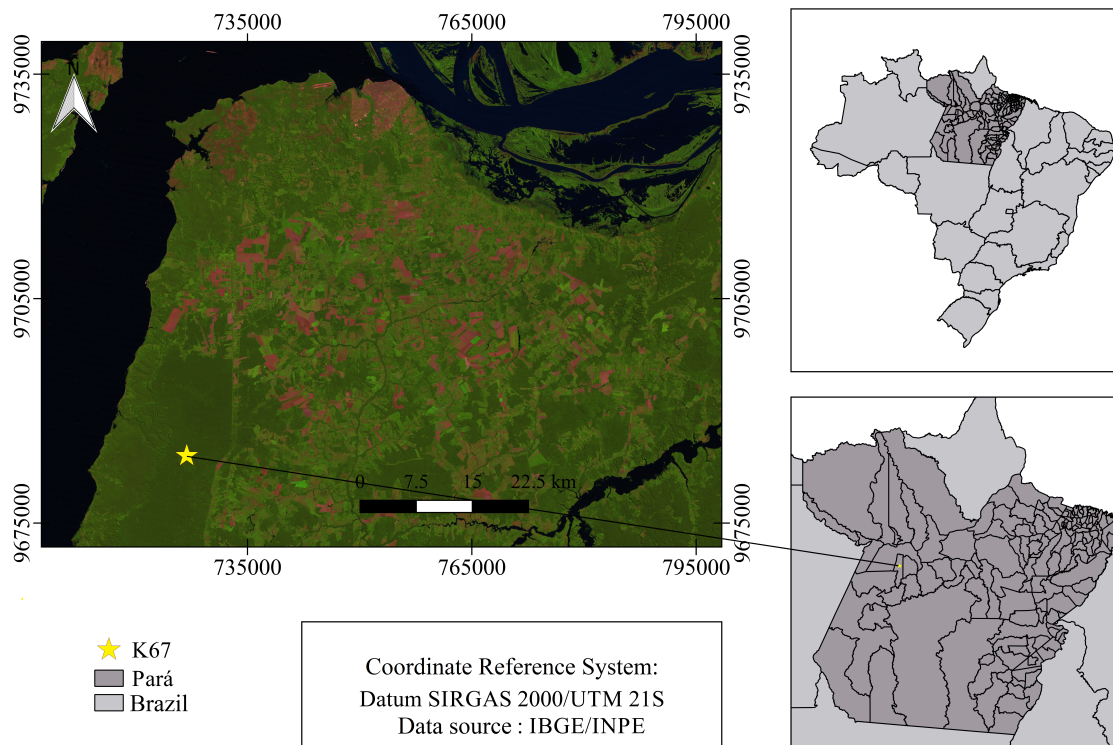 735000 765000 795000
9735000 9735000
N
9705000 9705000
0 7.5 15 22.5 km
9675000 9675000
735000 765000 795000
K67
Pará
Brazil
Coordinate Reference System:
Datum SIRGAS 2000/UTM 21S
Data source : IBGE/INPE